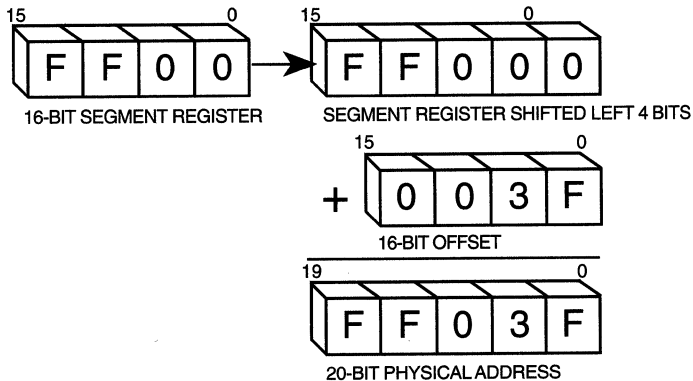 15 0 15 0
F F 0 0 F F 0 0 0
16-BIT SEGMENT REGISTER SEGMENT REGISTER SHIFTED LEFT 4 BITS
15 0
+ 0 0 3 F
16-BIT OFFSET
19 0
F F 0 3 F
20-BIT PHYSICAL ADDRESS